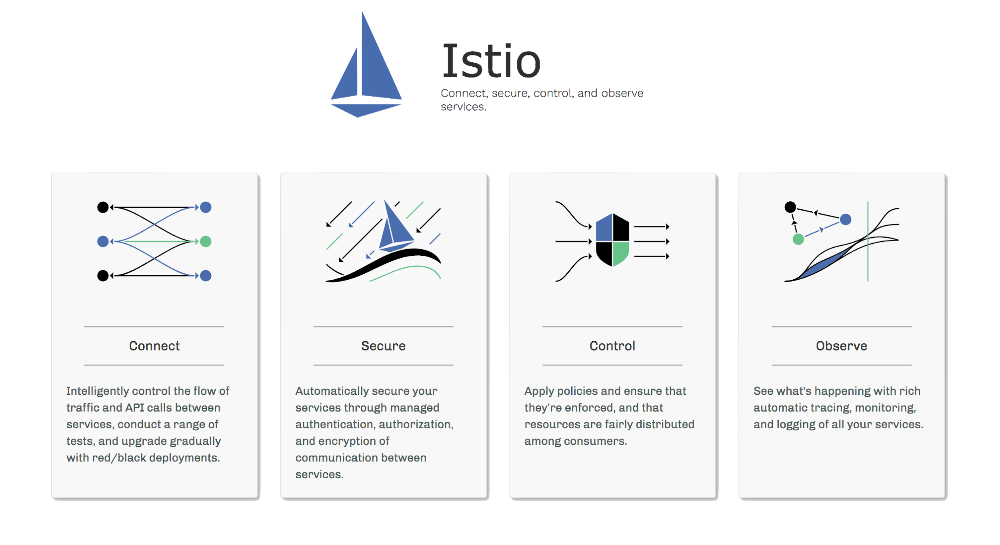 Istio
Connect, secure, control, and observe
services.
Connect
Intelligently control the flow of
traffic and API calls between
services, conduct a range of
tests, and upgrade gradually
with red/black deployments.
Secure
Automatically secure your
services through managed
authentication, authorization,
and encryption of
communication between
services.
Control
Apply policies and ensure that
they’re enforced, and that
resources are fairly distributed
among consumers.
Observe
See what's happening with rich
automatic tracing, monitoring,
and logging of all your services.